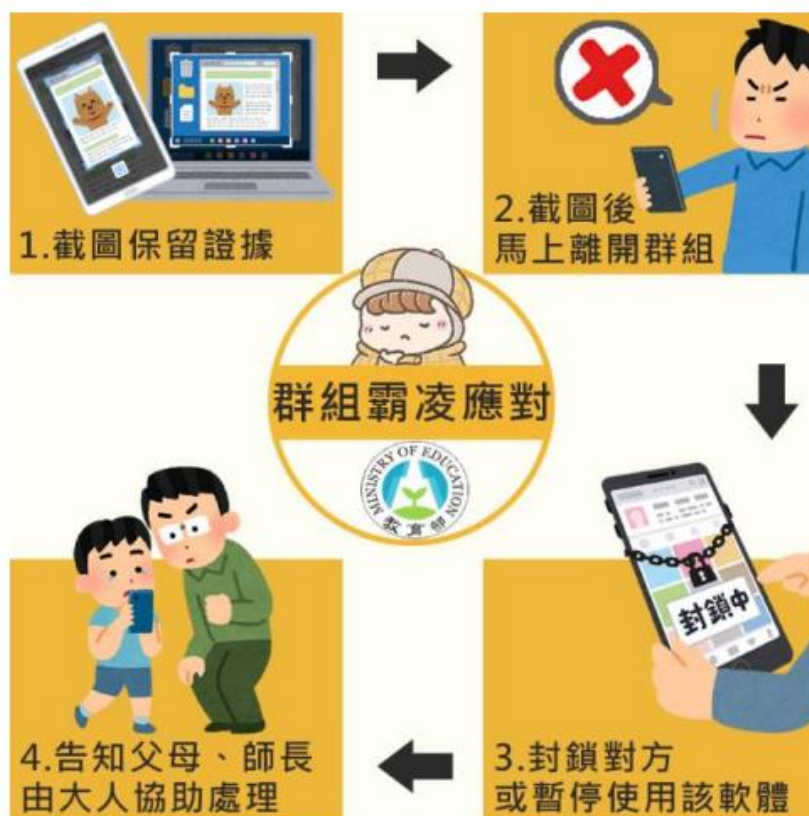 1.截圖保留證據
2.截圖後
馬上離開群組
群組霸凌應對
MINISTRY OF EDUCATION
教育部
封鎖中
3.封鎖對方
或暫停使用該軟體
4.告知父母、師長
由大人協助處理